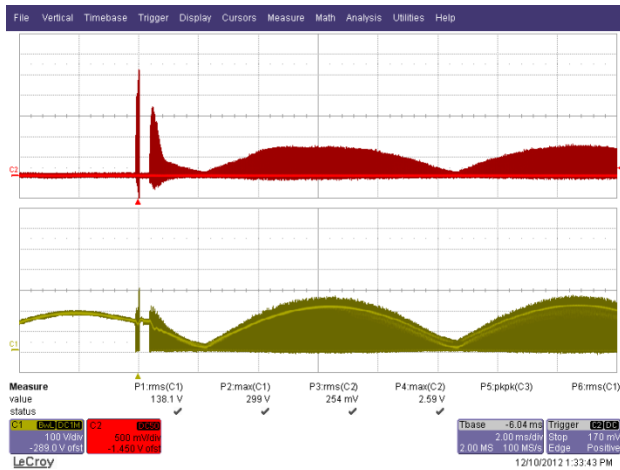 File Vertical Timebase Trigger Display Cursors Measure Math Analysis Utilities Help
C2
C1
Measure P1:rms(C1) P2:max(C1) P3:rms(C2) P4:max(C2) P5:pkpk(C3) P6:rms(C1)
value 138.1 V 299 V 254 mV 2.59 V
status
C1 BwL DC1M C2 DC50 Tbase -6.04 ms Trigger C2 DC
100 V/div 500 mV/div 2.00 ms/div Stop 170 mV
-289.0 V ofst -1.450 V ofst 2.00 MS 100 MS/s Edge Positive
LeCroy 12/10/2012 1:33:43 PM